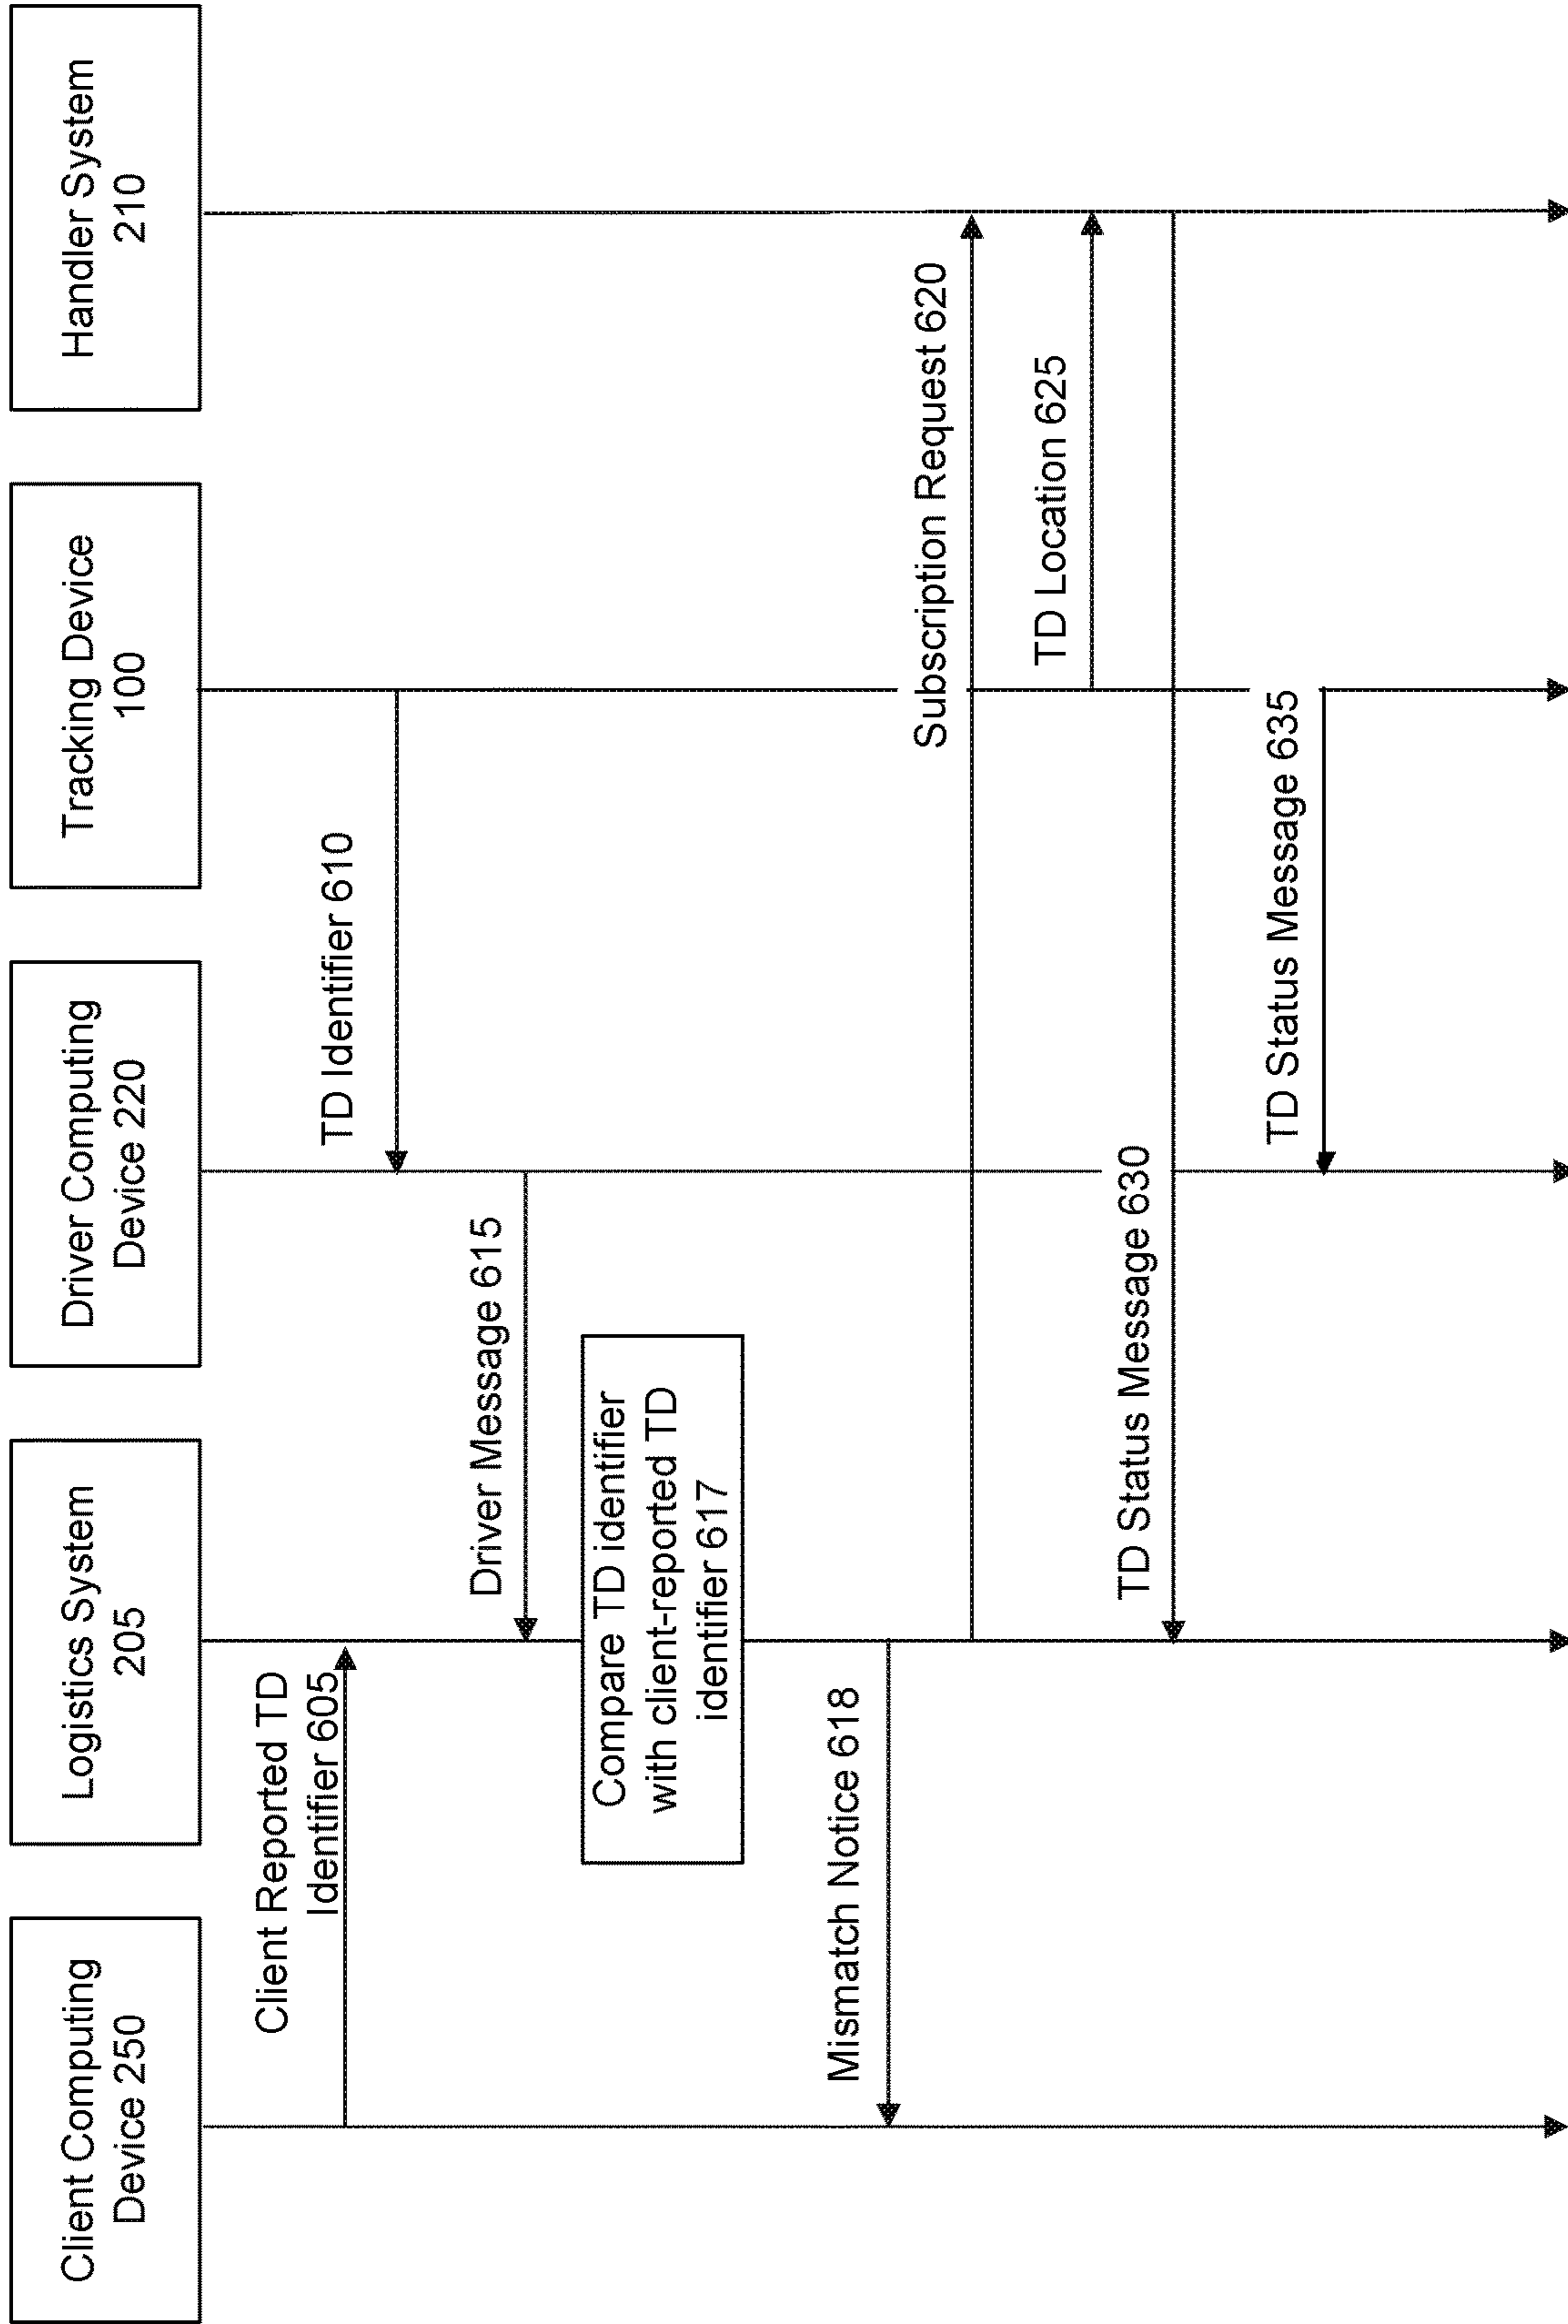 Client Computing
Device 250
Logistics System
205
Driver Computing
Device 220
Tracking Device
100
Handler System
210
Client Reported TD
Identifier 605
TD Identifier 610
Driver Message 615
Compare TD identifier
with client-reported TD
identifier 617
Mismatch Notice 618
Subscription Request 620
TD Location 625
TD Status Message 630
TD Status Message 635